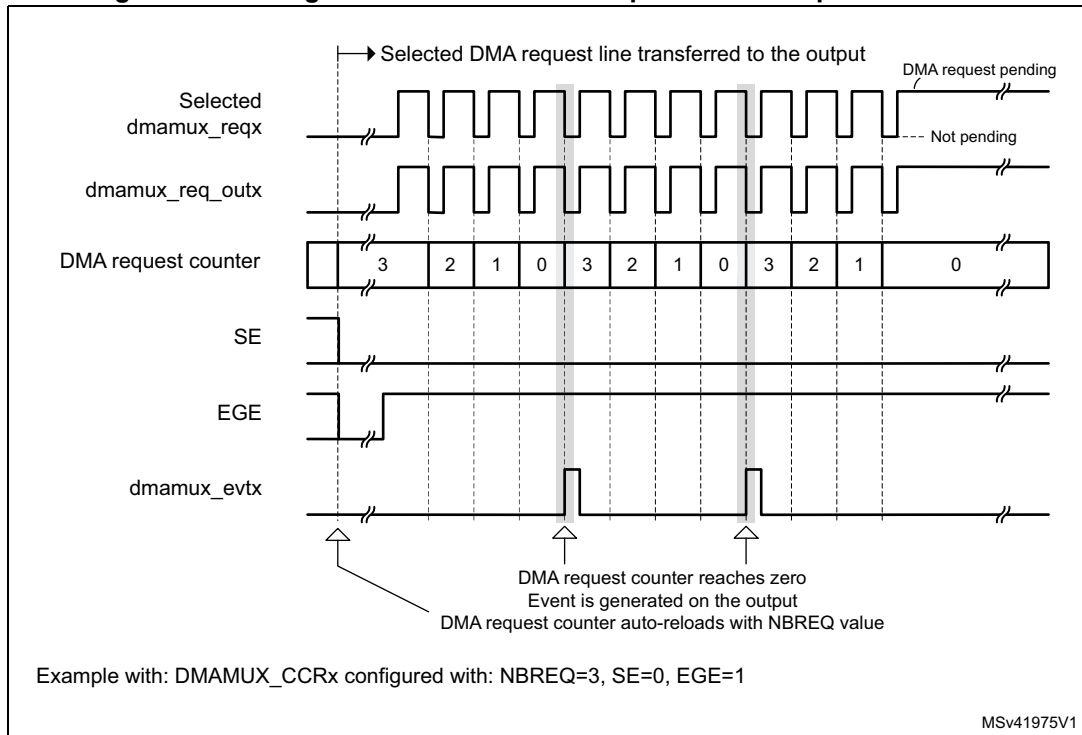 Selected DMA request line transferred to the output
DMA request pending
Selected
dmamux_reqx
Not pending
dmamux_req_outx
DMA request counter
3 2 1 0 3 2 1 0 3 2 1 0
SE
EGE
dmamux_evtx
DMA request counter reaches zero
Event is generated on the output
DMA request counter auto-reloads with NBREQ value
Example with: DMAMUX_CCRx configured with: NBREQ=3, SE=0, EGE=1
MSv41975V1